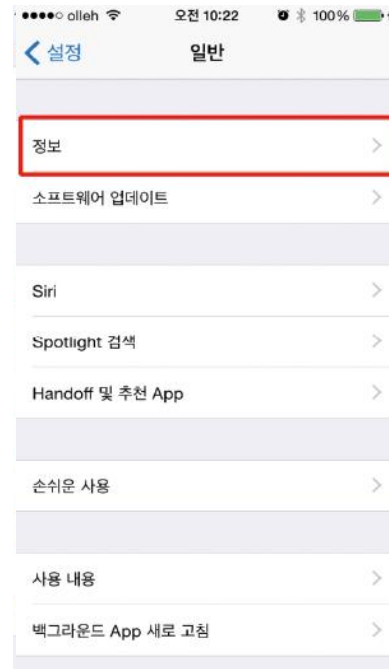 olleh 오전 10:22 100%
설정 일반
정보
소프트웨어 업데이트
Siri
Spotlight 검색
Handoff 및 추천 App
손쉬운 사용
사용 내용
백그라운드 App 새로 고침